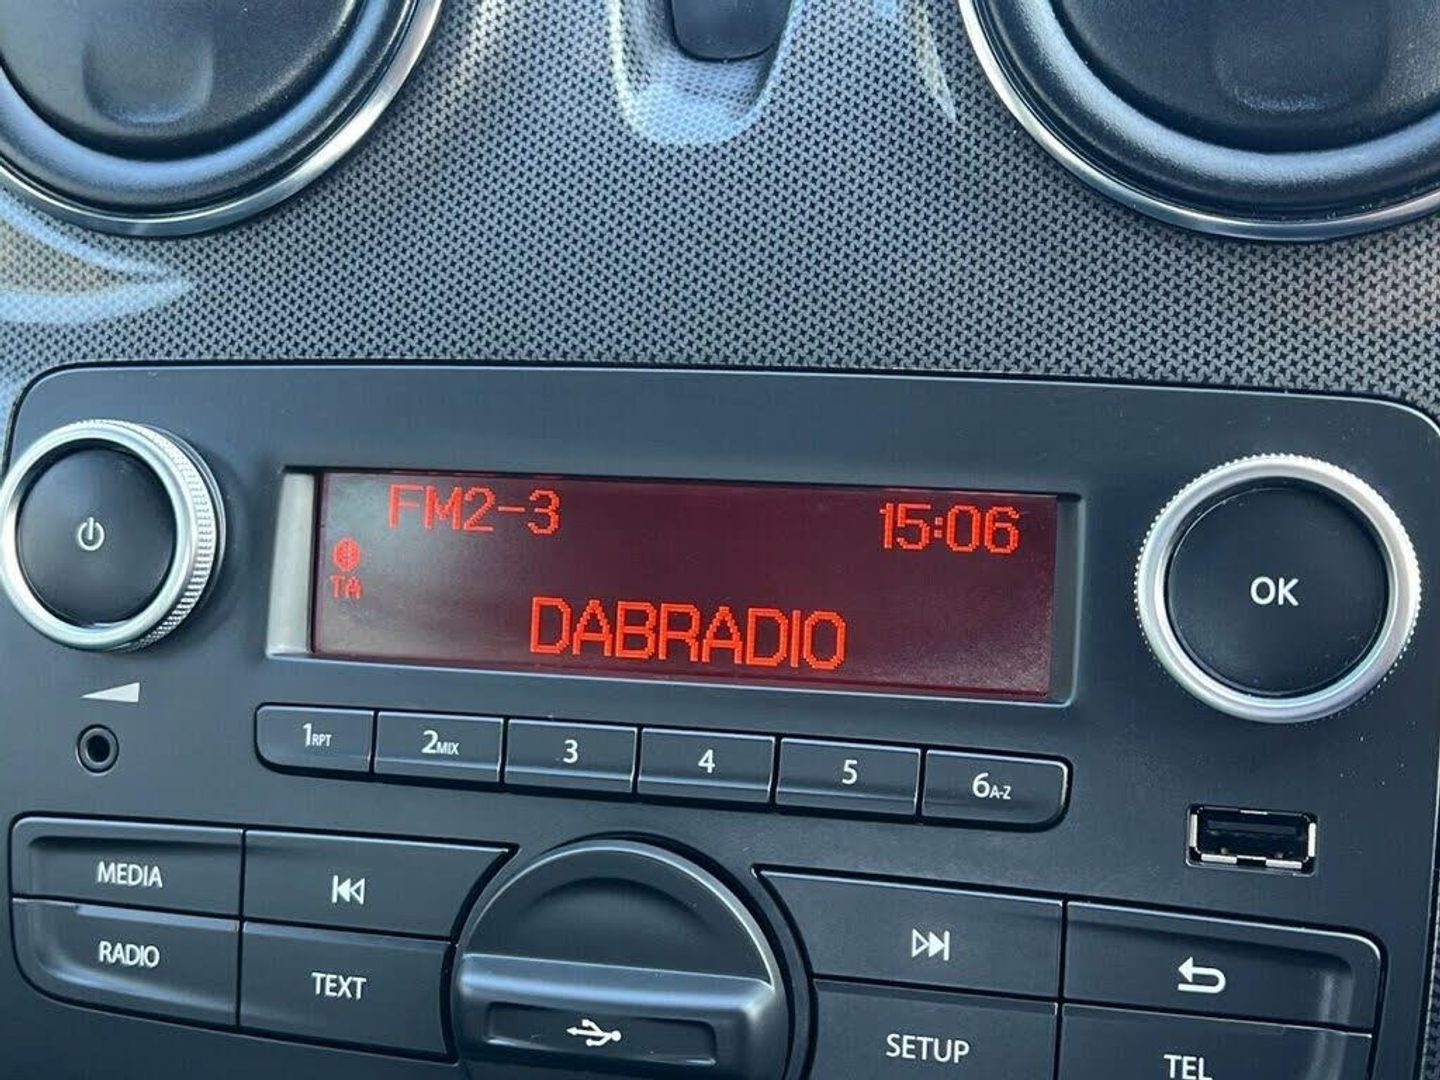 FM2-3 15:06
TA
DABRADIO
1RPT 2MIX 3 4 5 6A-Z
OK
MEDIA
RADIO TEXT
SETUP TEL